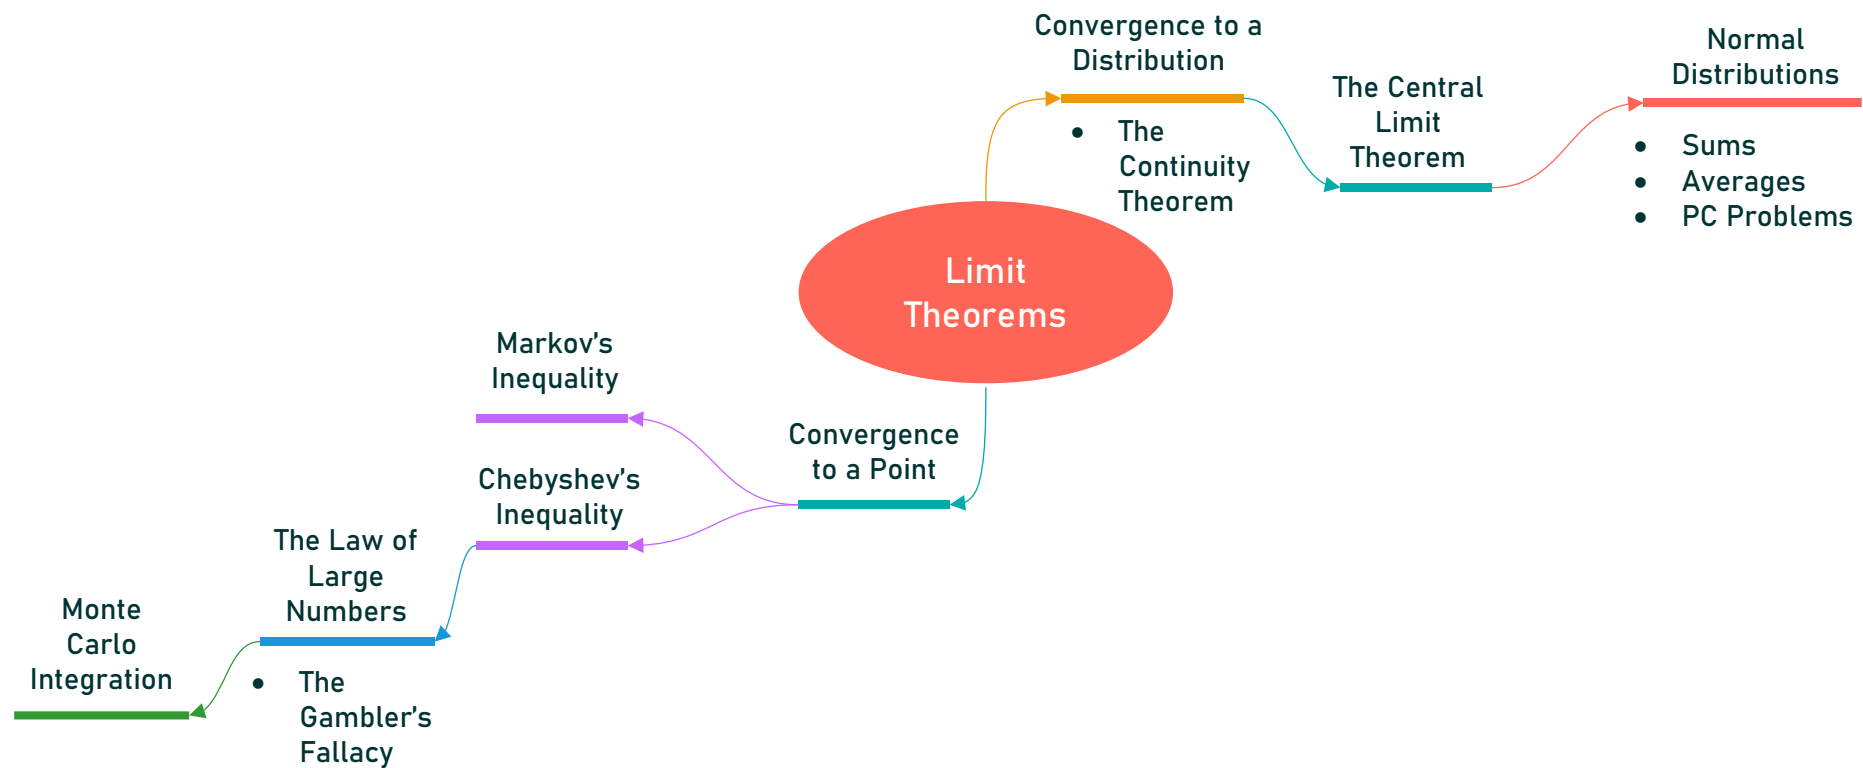 Convergence to a
Distribution
• The
Continuity
Theorem
The Central
Limit
Theorem
Normal
Distributions
• Sums
• Averages
• PC Problems
Limit
Theorems
Convergence
to a Point
Markov’s
Inequality
Chebyshev’s
Inequality
The Law of
Large
Numbers
• The
Gambler’s
Fallacy
Monte
Carlo
Integration